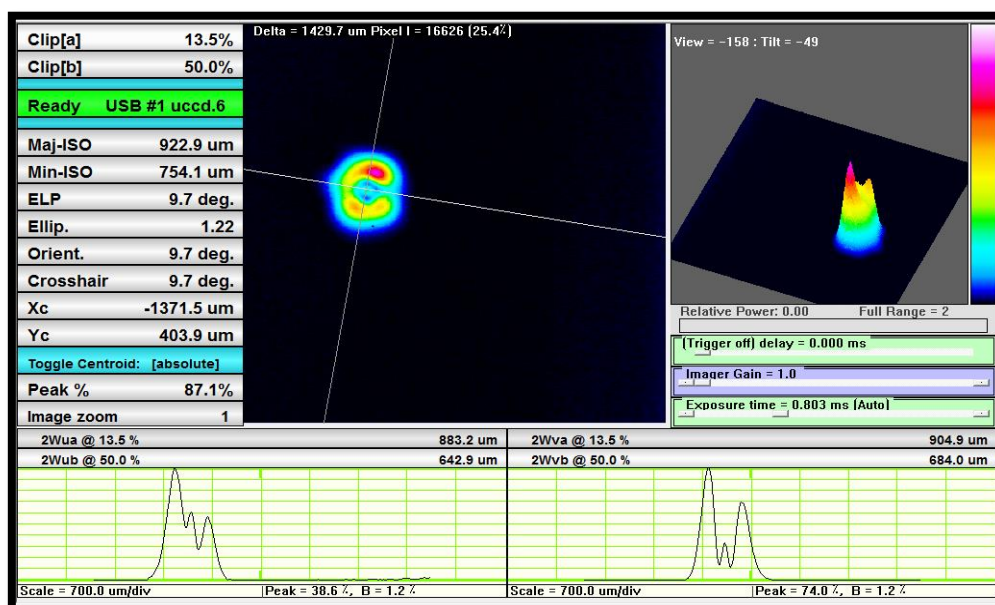 Clip[a] 13.5%
Clip[b] 50.0%
Ready USB #1 uccd.6
Maj-ISO 922.9 um
Min-ISO 754.1 um
ELP 9.7 deg.
Ellip. 1.22
Orient. 9.7 deg.
Crosshair 9.7 deg.
Xc -1371.5 um
Yc 403.9 um
Toggle Centroid: [absolute]
Peak % 87.1%
Image zoom 1
Delta = 1429.7 um Pixel I = 16626 (25.4%)
View = -158 : Tilt = -49
Relative Power: 0.00 Full Range = 2
(Trigger off) delay = 0.000 ms
Imager Gain = 1.0
Exposure time = 0.803 ms (Auto)
2Wua @ 13.5 % 883.2 um
2Wub @ 50.0 % 642.9 um
Scale = 700.0 um/div Peak = 38.6 %, B = 1.2 %
2Wva @ 13.5 % 904.9 um
2Wvb @ 50.0 % 684.0 um
Scale = 700.0 um/div Peak = 74.0 %, B = 1.2 %